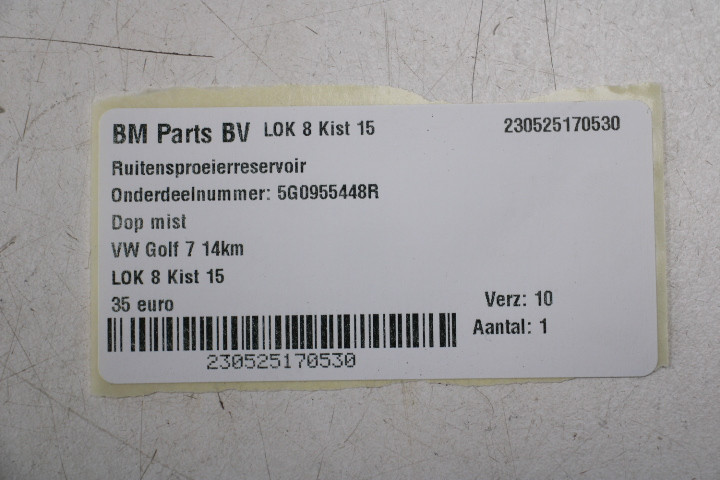 BM Parts BV LOK 8 Kist 15 230525170530
Ruitensproeierreservoir
Onderdeelnummer: 5G0955448R
Dop mist
VW Golf 7 14km
LOK 8 Kist 15
35 euro Verz: 10
Aantal: 1
230525170530